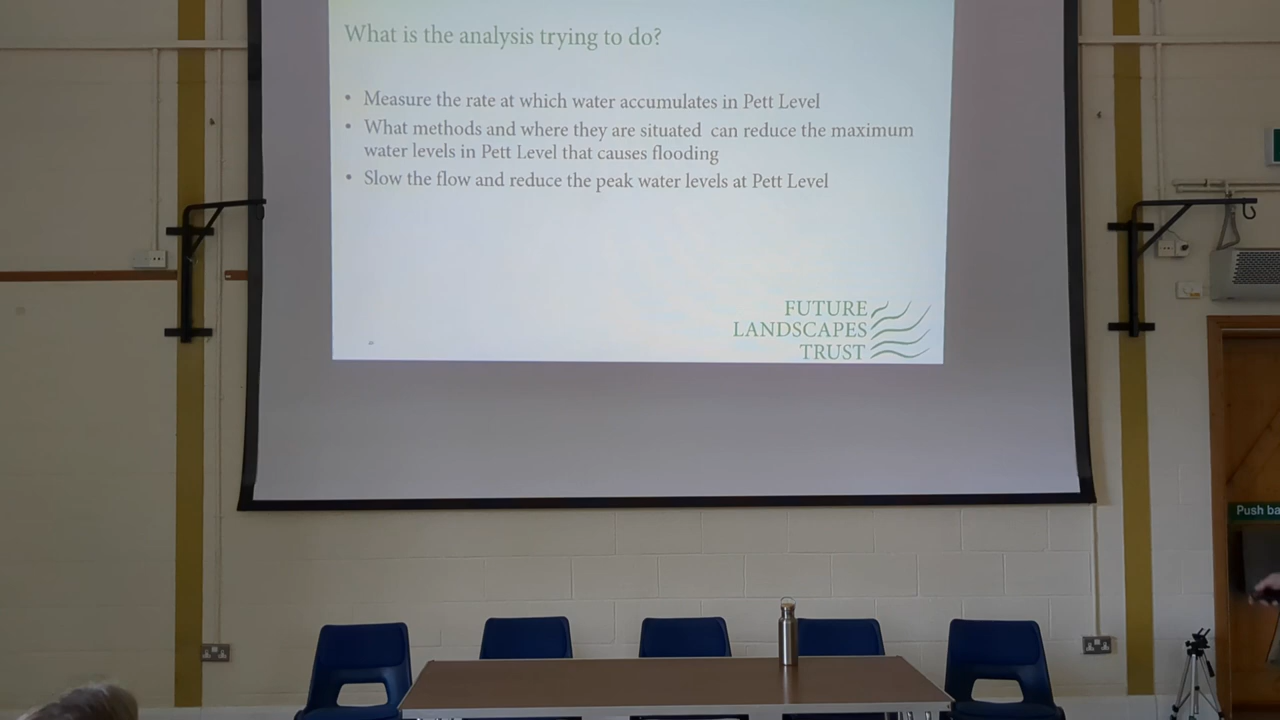 What is the analysis trying to do?
• Measure the rate at which water accumulates in Pett Level
• What methods and where they are situated can reduce the maximum
water levels in Pett Level that causes flooding
• Slow the flow and reduce the peak water levels at Pett Level
FUTURE
LANDSCAPES
TRUST
Push ba